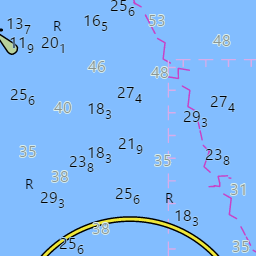 25₆
13₇ R 16₅ 53
11₉ 20₁ 48
46 48
25₆ 27₄ 27₄
40 18₃ 29₃
21₉
35 18₃ 35 23₈
23₈
38
R 25₆ R 31
29₃ 18₃
38
25₆ 35